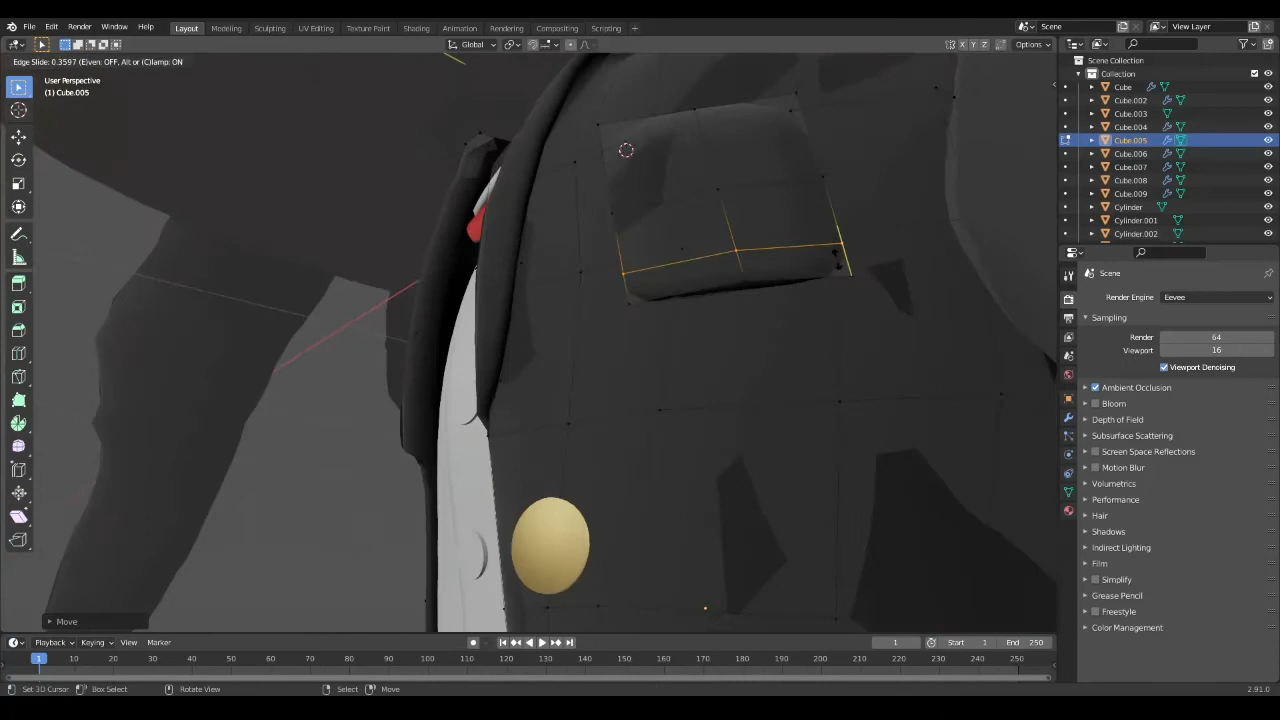 File Edit Render Window Help Layout Modeling Sculpting UV Editing Texture Paint Shading Animation Rendering Compositing Scripting + Scene View Layer
Global X Y Z Options
Edge Slide: 0.3597 (E)ven: OFF, Alt or (C)lamp: ON
User Perspective
(1) Cube.005
Scene Collection
Collection
Cube
Cube.002
Cube.003
Cube.004
Cube.005
Cube.006
Cube.007
Cube.008
Cube.009
Cylinder
Cylinder.001
Cylinder.002
Scene
Render Engine Eevee
Sampling
Render 64
Viewport 16
Viewport Denoising
Ambient Occlusion
Bloom
Depth of Field
Subsurface Scattering
Screen Space Reflections
Motion Blur
Volumetrics
Performance
Hair
Shadows
Indirect Lighting
Film
Simplify
Grease Pencil
Freestyle
Color Management
Move
Playback Keying View Marker 1 Start 1 End 250
1 10 20 30 40 50 60 70 80 90 100 110 120 130 140 150 160 170 180 190 200 210 220 230 240 250
Set 3D Cursor Box Select Rotate View Select Move 2.91.0